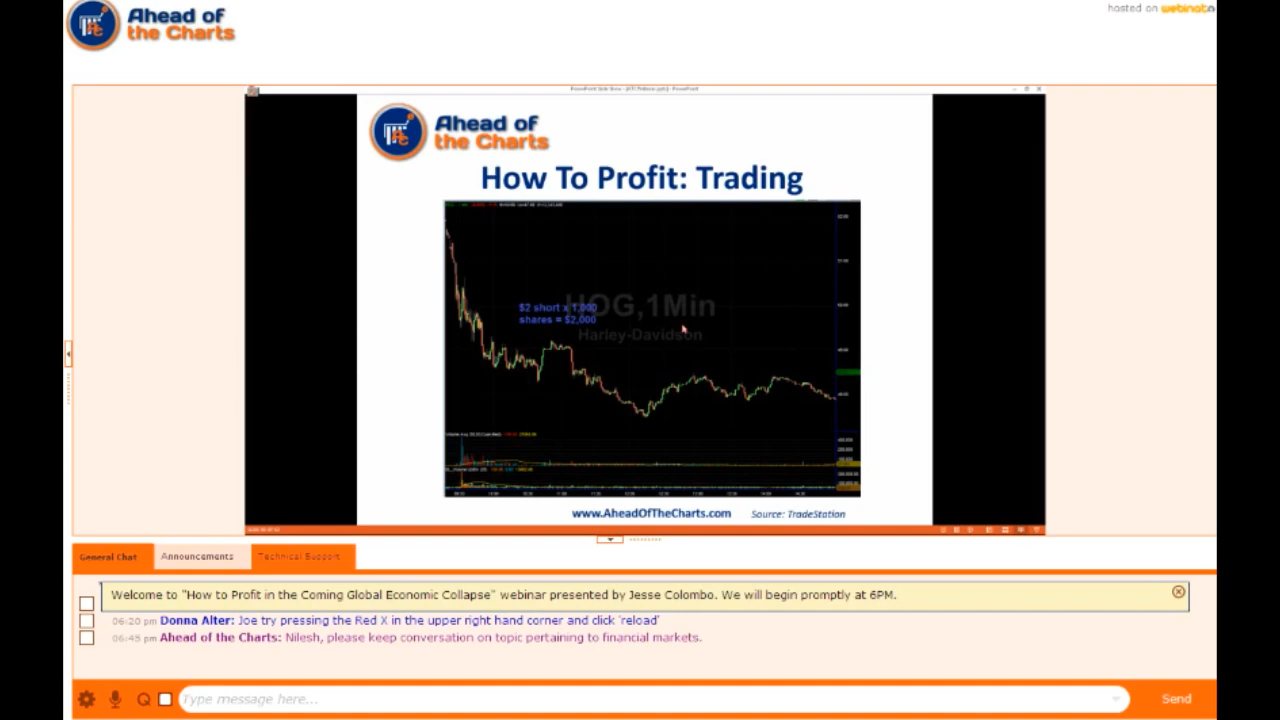 Ahead of
the Charts
hosted on webinato
Ahead of
the Charts
How To Profit: Trading
HOG,1Min
Harley-Davidson
$2 short x 1,000
shares = $2,000
www.AheadOfTheCharts.com
Source: TradeStation
General Chat
Announcements
Technical Support
Welcome to "How to Profit in the Coming Global Economic Collapse" webinar presented by Jesse Colombo. We will begin promptly at 6PM.
06:20 pm Donna Alter: Joe try pressing the Red X in the upper right hand corner and click 'reload'
06:45 pm Ahead of the Charts: Nilesh, please keep conversation on topic pertaining to financial markets.
Q
Type message here...
Send